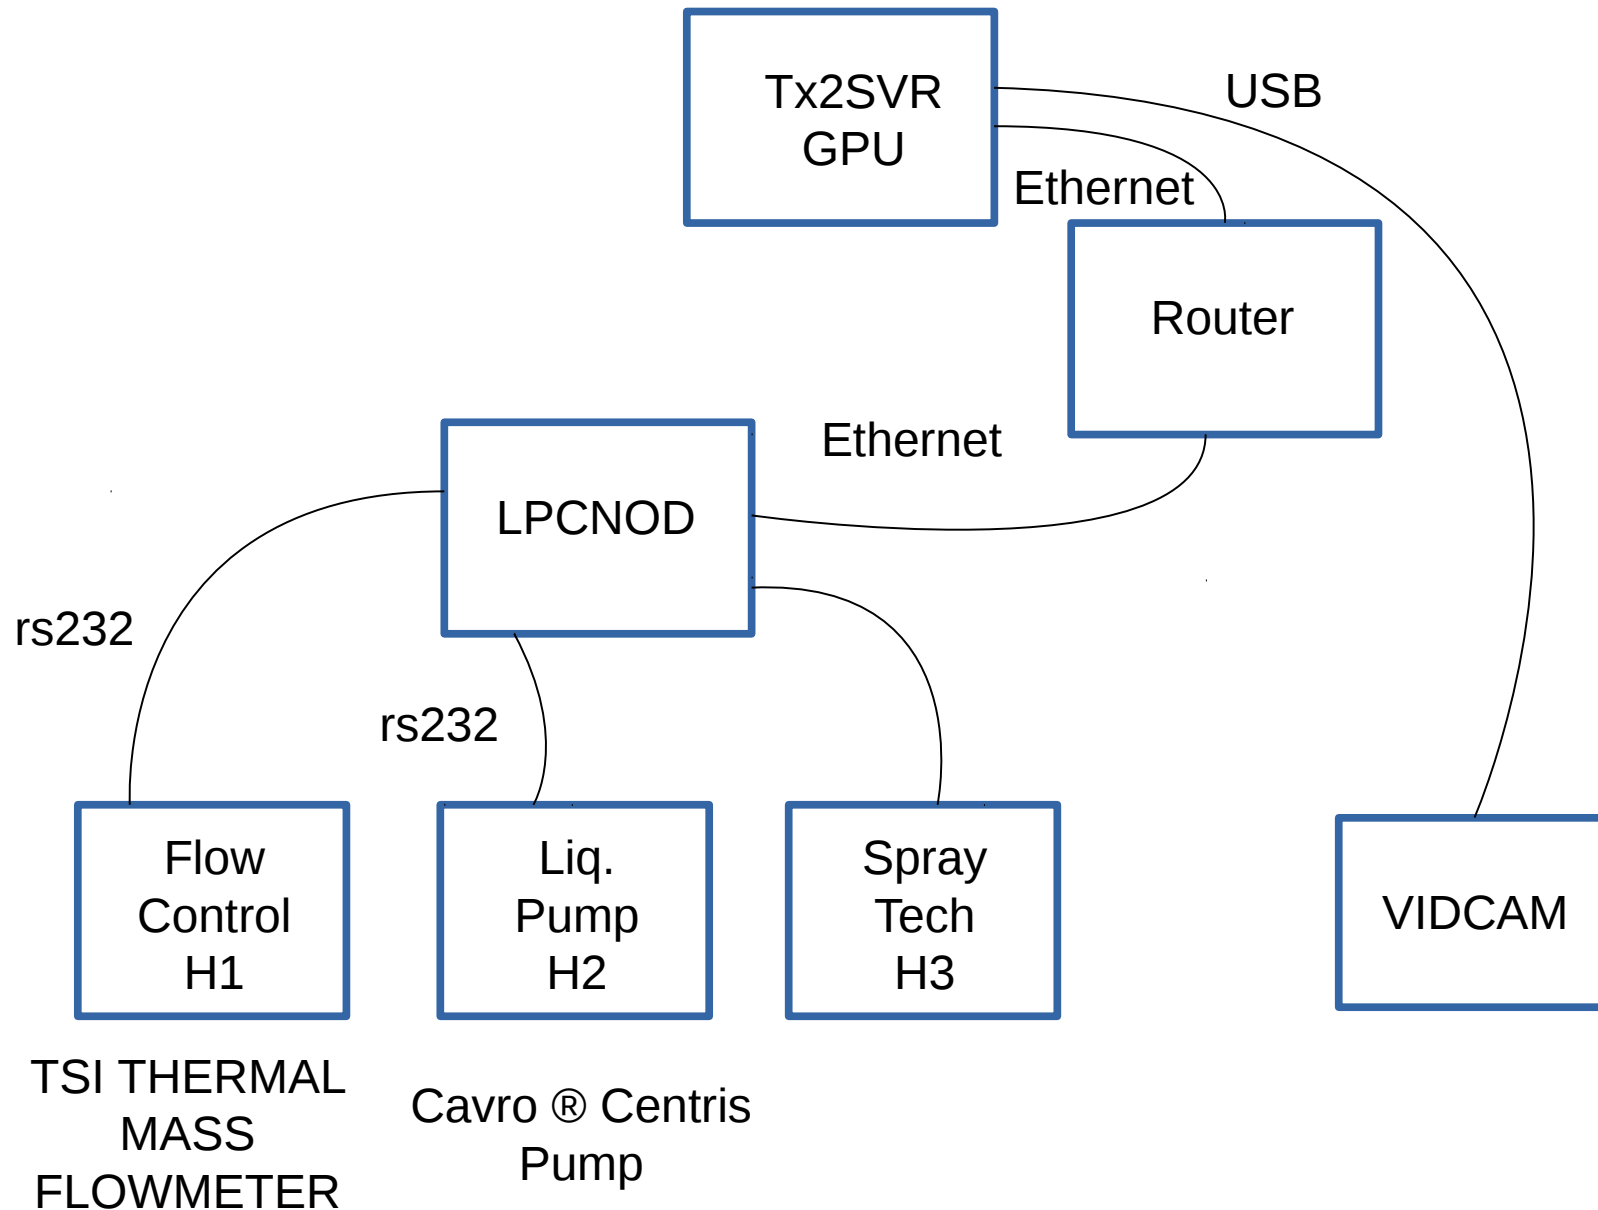 Tx2SVR
GPU
USB
Ethernet
Router
Ethernet
LPCNOD
rs232
rs232
Flow
Control
H1
Liq.
Pump
H2
Spray
Tech
H3
VIDCAM
TSI THERMAL
MASS
FLOWMETER
Cavro ® Centris
Pump